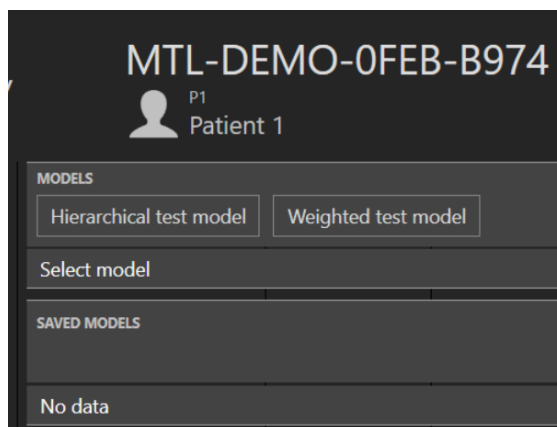 MTL-DEMO-0FEB-B974
P1
Patient 1
MODELS
Hierarchical test model Weighted test model
Select model
SAVED MODELS
No data